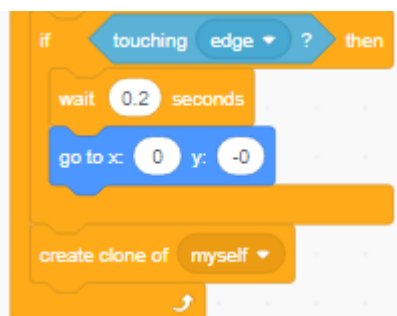 if touching edge ? then
wait 0.2 seconds
go to x: 0 y: -0
create clone of myself